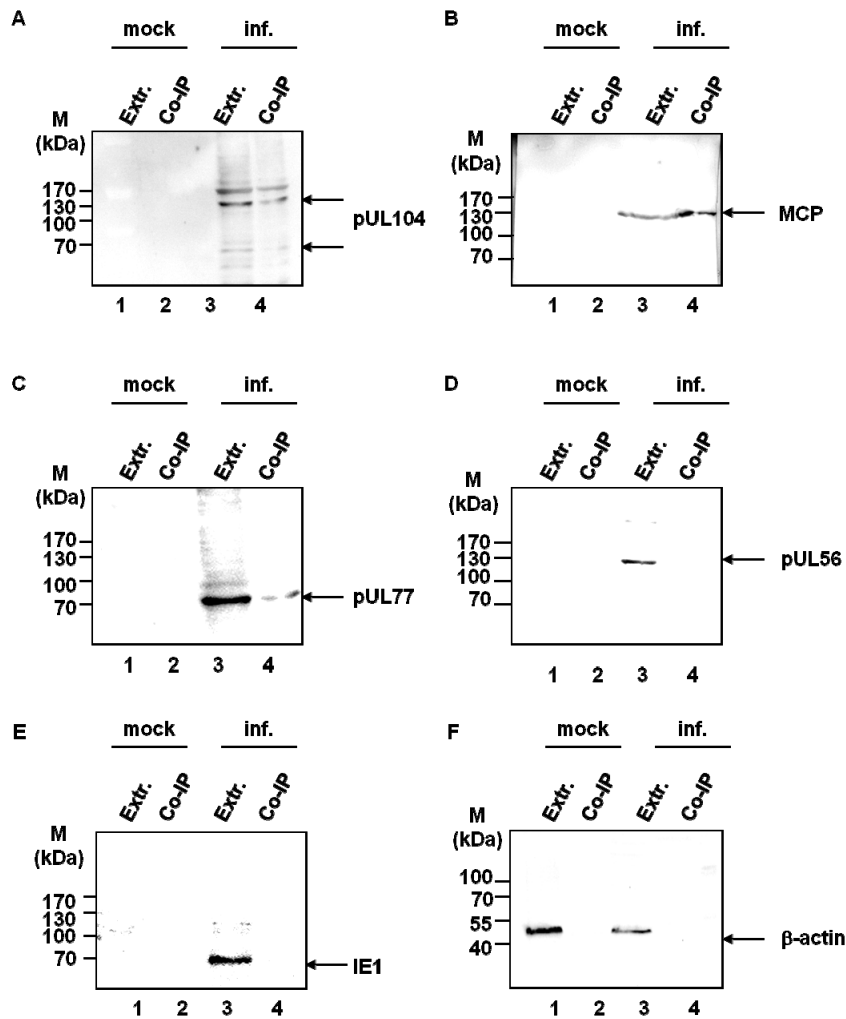 A
mock inf.
Extr. Co-IP Extr. Co-IP
M
(kDa)
170
130
100
70
pUL104
1 2 3 4
B
mock inf.
Extr. Co-IP Extr. Co-IP
M
(kDa)
170
130
100
70
MCP
1 2 3 4
C
mock inf.
Extr. Co-IP Extr. Co-IP
M
(kDa)
170
130
100
70
pUL77
1 2 3 4
D
mock inf.
Extr. Co-IP Extr. Co-IP
M
(kDa)
170
130
100
70
pUL56
1 2 3 4
E
mock inf.
Extr. Co-IP Extr. Co-IP
M
(kDa)
170
130
100
70
IE1
1 2 3 4
F
mock inf.
Extr. Co-IP Extr. Co-IP
M
(kDa)
100
70
55
40
β-actin
1 2 3 4